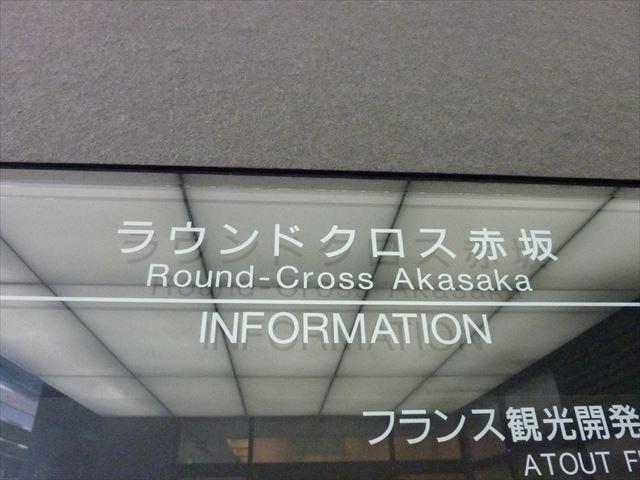 ラウンドクロス赤坂
Round-Cross Akasaka
INFORMATION
フランス観光開発
ATOUT F